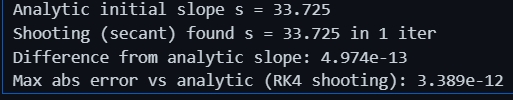 Analytic initial slope s = 33.725
Shooting (secant) found s = 33.725 in 1 iter
Difference from analytic slope: 4.974e-13
Max abs error vs analytic (RK4 shooting): 3.389e-12